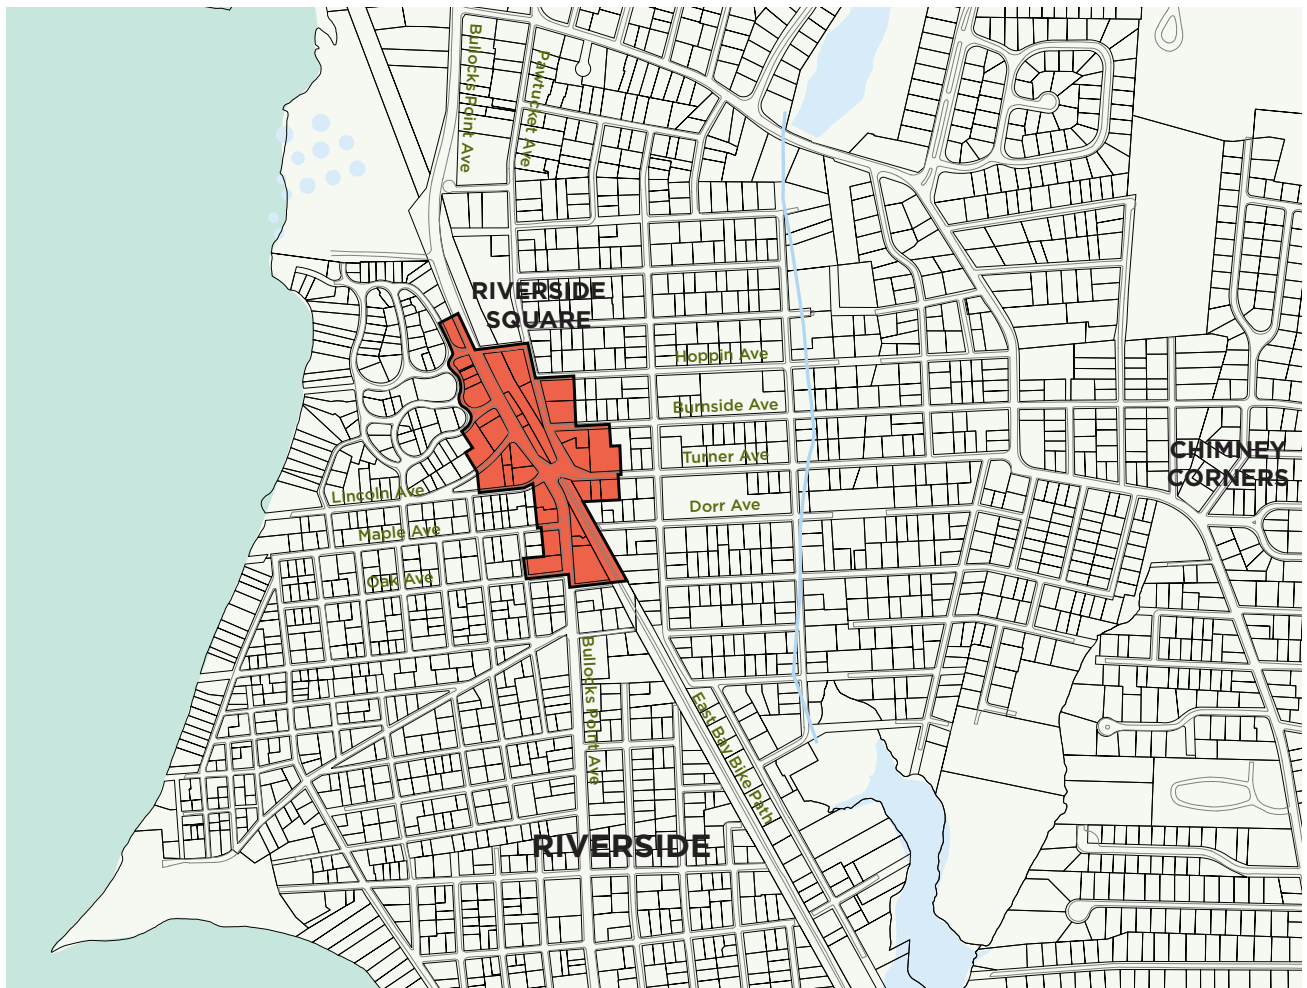 Bullocks Point Ave
Pawtucket Ave
RIVERSIDE
SQUARE
Hoppin Ave
Burnside Ave
Turner Ave
CHIMNEY
CORNERS
Lincoln Ave
Dorr Ave
Maple Ave
Oak Ave
Bullocks Point Ave
East Bay Bike Path
RIVERSIDE